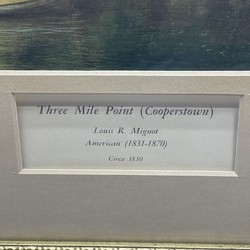 Three Mile Point (Cooperstown)
Louis R. Mignot
American (1831-1870)
Circa 1850